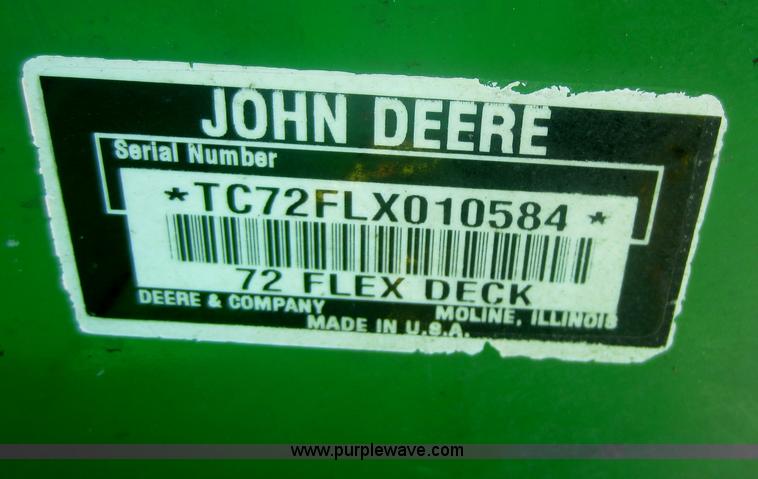 JOHN DEERE
Serial Number
*TC72FLX010584*
72 FLEX DECK
DEERE & COMPANY MOLINE, ILLINOIS
MADE IN U.S.A.
www.purplewave.com